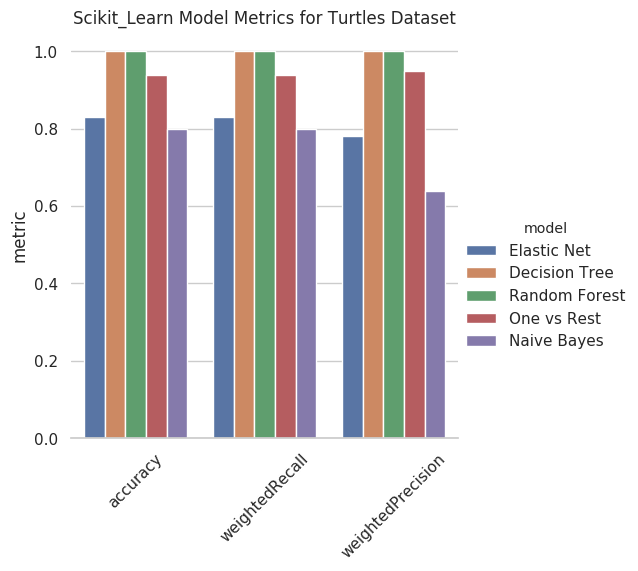 Scikit_Learn Model Metrics for Turtles Dataset
1.0
0.8
0.6
0.4
0.2
0.0
metric
accuracy
weightedRecall
weightedPrecision
model
Elastic Net
Decision Tree
Random Forest
One vs Rest
Naive Bayes